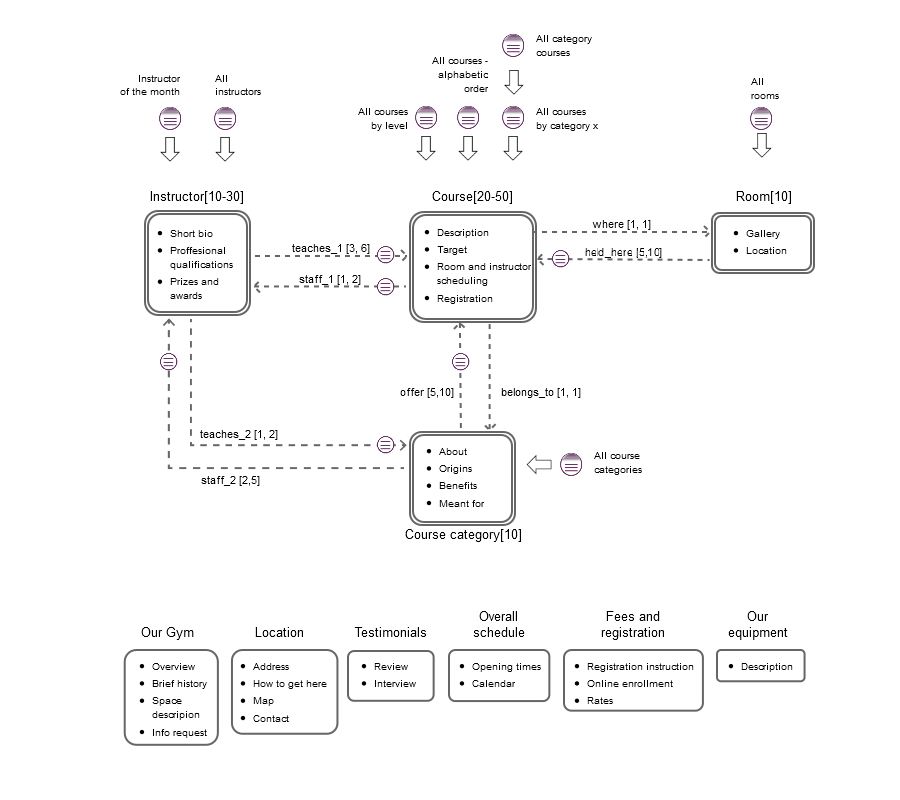 All category
courses
All courses -
alphabetic
order
Instructor
of the month
All
instructors
All
rooms
All courses
by level
All courses
by category x
Instructor[10-30]
Course[20-50]
Room[10]
Short bio
Proffesional
qualifications
Prizes and
awards
teaches_1 [3, 6]
staff_1 [1, 2]
Description
Target
Room and instructor
scheduling
Registration
where [1, 1]
held_here [5,10]
Gallery
Location
offer [5,10]
belongs_to [1, 1]
teaches_2 [1, 2]
staff_2 [2,5]
About
Origins
Benefits
Meant for
All course
categories
Course category[10]
Our Gym
Overview
Brief history
Space
descripion
Info request
Location
Address
How to get here
Map
Contact
Testimonials
Review
Interview
Overall
schedule
Opening times
Calendar
Fees and
registration
Registration instruction
Online enrollment
Rates
Our
equipment
Description